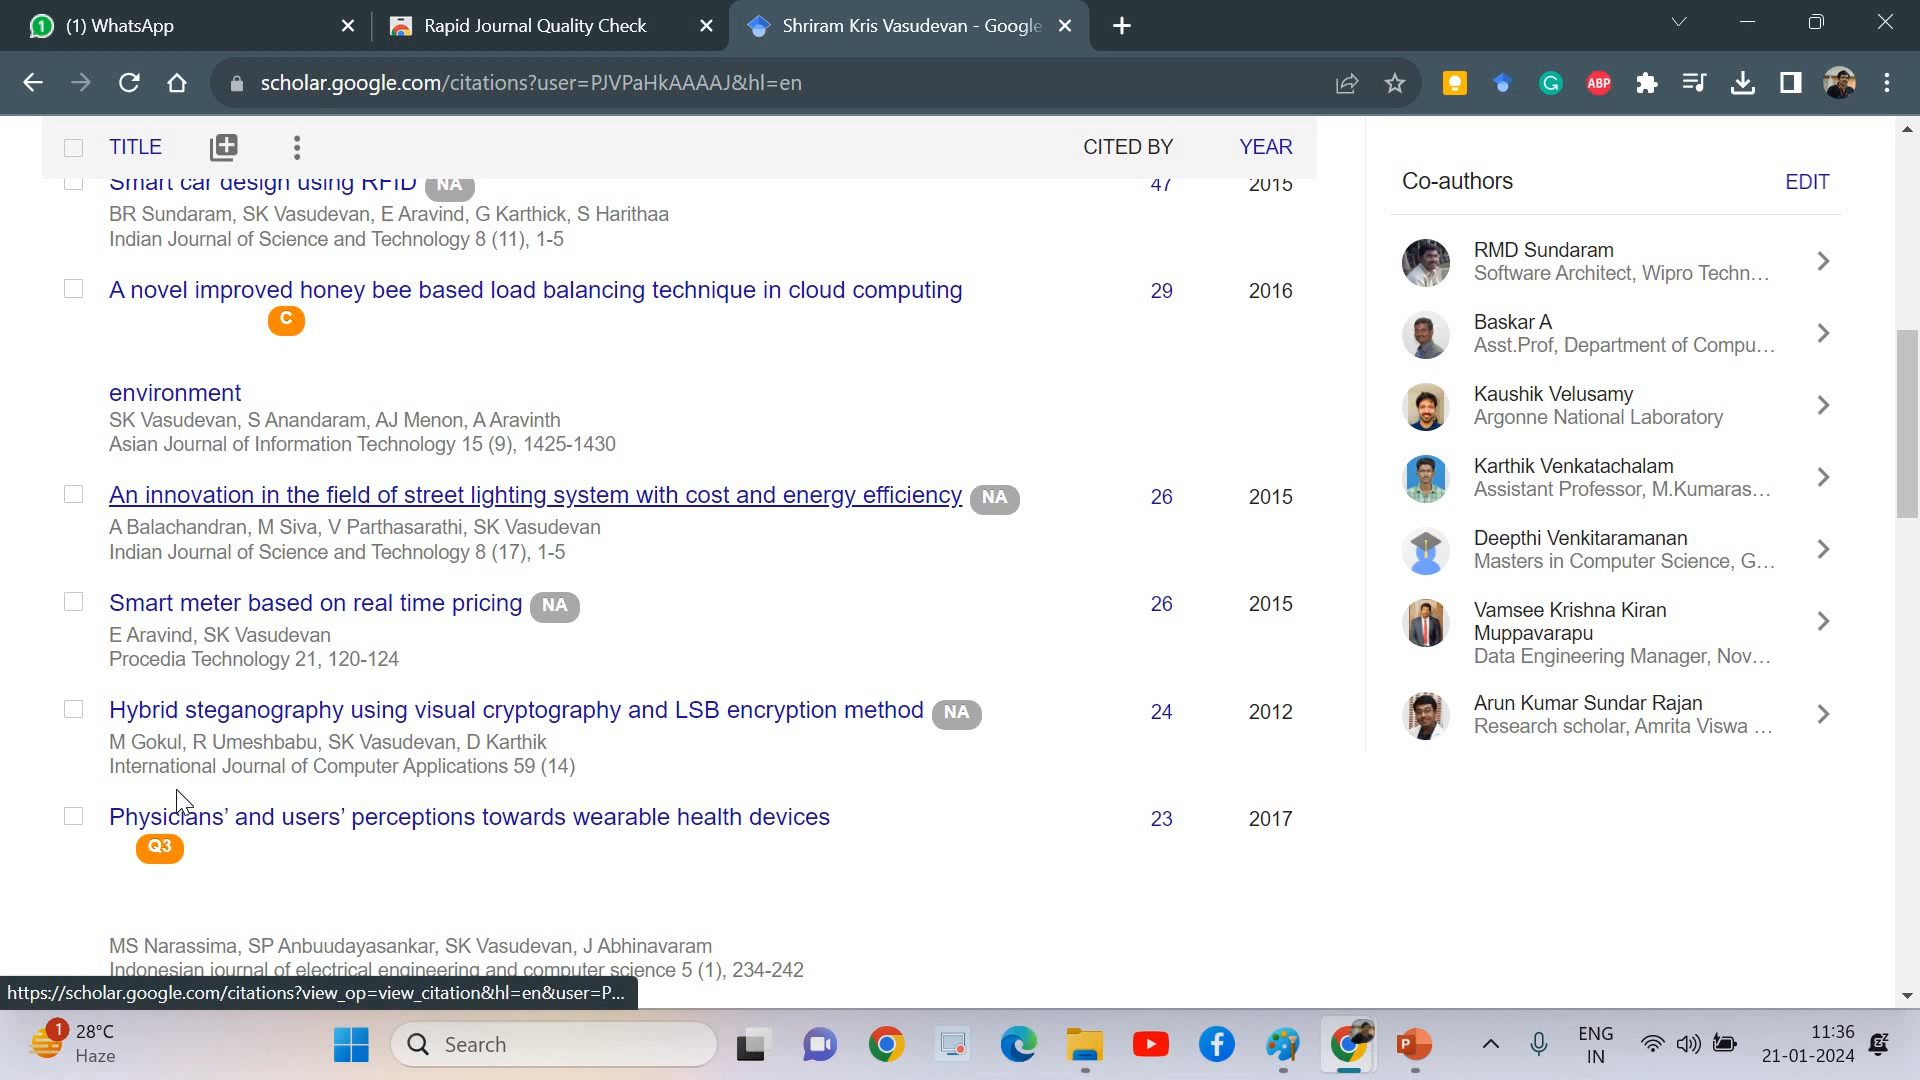 (1) WhatsApp
Rapid Journal Quality Check
Shriram Kris Vasudevan - Google
scholar.google.com/citations?user=PJVPaHkAAAAJ&hl=en
ABP
TITLE
CITED BY
YEAR
Smart car design using RFID NA 47 2015
BR Sundaram, SK Vasudevan, E Aravind, G Karthick, S Harithaa
Indian Journal of Science and Technology 8 (11), 1-5
A novel improved honey bee based load balancing technique in cloud computing 29 2016
C
environment
SK Vasudevan, S Anandaram, AJ Menon, A Aravinth
Asian Journal of Information Technology 15 (9), 1425-1430
An innovation in the field of street lighting system with cost and energy efficiency NA 26 2015
A Balachandran, M Siva, V Parthasarathi, SK Vasudevan
Indian Journal of Science and Technology 8 (17), 1-5
Smart meter based on real time pricing NA 26 2015
E Aravind, SK Vasudevan
Procedia Technology 21, 120-124
Hybrid steganography using visual cryptography and LSB encryption method NA 24 2012
M Gokul, R Umeshbabu, SK Vasudevan, D Karthik
International Journal of Computer Applications 59 (14)
Physicians' and users' perceptions towards wearable health devices 23 2017
Q3
MS Narassima, SP Anbuudayasankar, SK Vasudevan, J Abhinavaram
Indonesian journal of electrical engineering and computer science 5 (1), 234-242
Co-authors
EDIT
RMD Sundaram
Software Architect, Wipro Techn...
Baskar A
Asst.Prof, Department of Compu...
Kaushik Velusamy
Argonne National Laboratory
Karthik Venkatachalam
Assistant Professor, M.Kumaras...
Deepthi Venkitaramanan
Masters in Computer Science, G...
Vamsee Krishna Kiran
Muppavarapu
Data Engineering Manager, Nov...
Arun Kumar Sundar Rajan
Research scholar, Amrita Viswa ...
https://scholar.google.com/citations?view_op=view_citation&hl=en&user=P...
1
28°C
Haze
Search
ENG
IN
11:36
21-01-2024